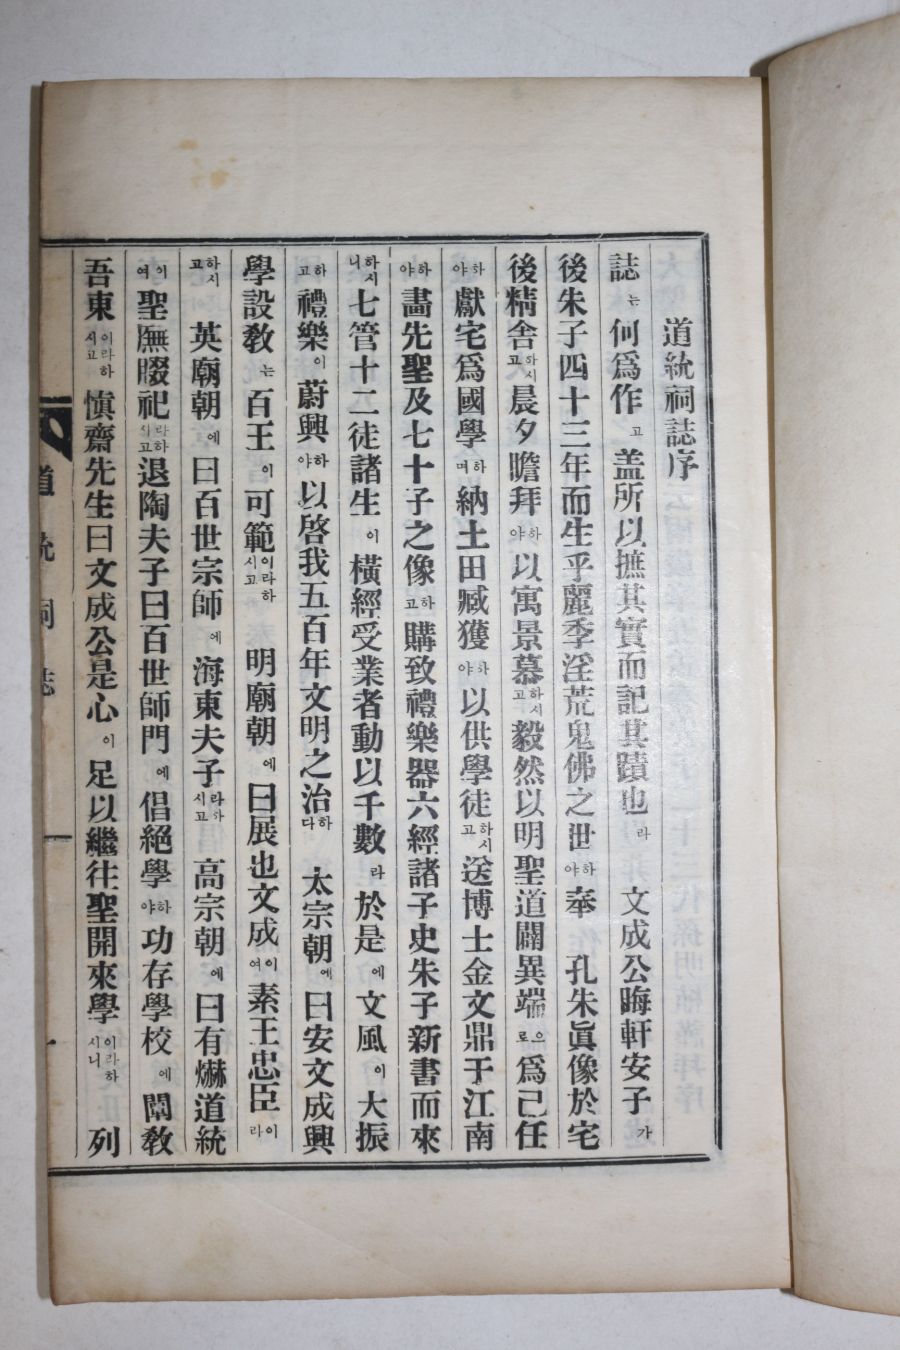 道統祠誌序
誌는何爲作고盖所以摭其實而記其蹟也라 文成公晦軒安子가
後朱子四十三年而生乎麗季淫荒鬼佛之世하야奉 孔朱眞像於宅
後精舍하시고晨夕瞻拜하야以寓景慕하시고毅然以明聖道闢異端으로爲己任
하야獻宅爲國學하며納土田臧獲하야以供學徒하시고送博士金文鼎于江南
하야畵先聖及七十子之像하고購致禮樂器六經諸子史朱子新書而來
하시니七管十二徒諸生이橫經受業者動以千數라於是에文風이大振
하고禮樂이蔚興하야以啓我五百年文明之治하다 太宗朝에曰安文成興
學設敎는百王이可範이라하시고 明廟朝에曰展也文成이여素王忠臣이라
하시고 英廟朝에曰百世宗師에海東夫子라하시고 高宗朝에曰有爀道統
이여聖廡腏祀라하시고退陶夫子曰百世師門에倡絕學하야功存學校에闡敎
吾東이라하시고愼齋先生曰文成公是心이足以繼往聖開來學이라하시니 列
道統祠誌
一